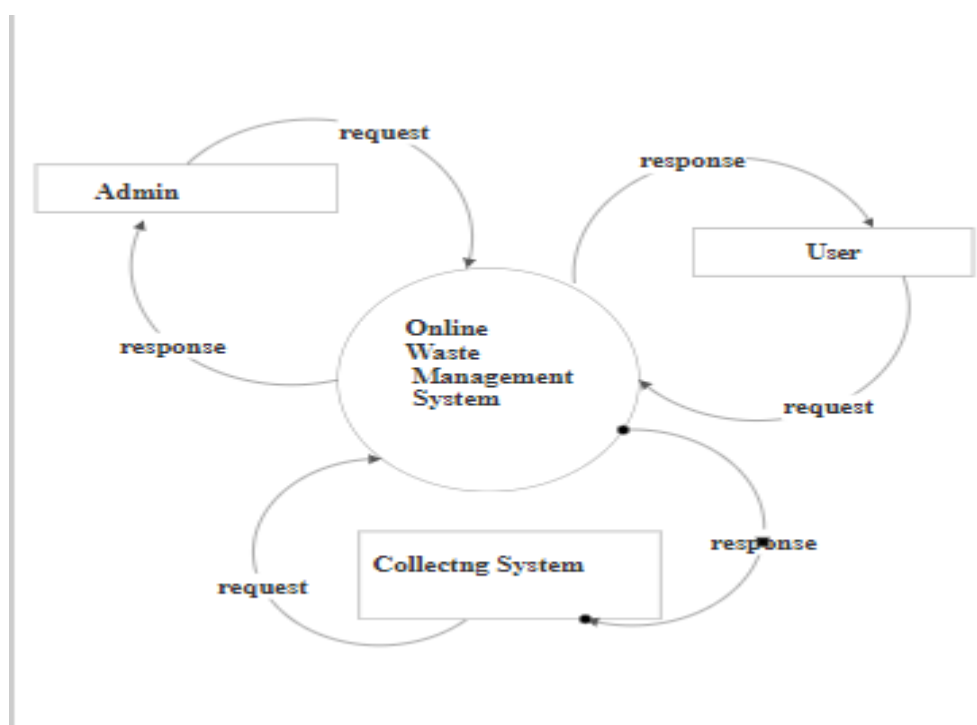 request
Admin
response
User
response
Online
Waste
Management
System
request
response
Collectng System
request